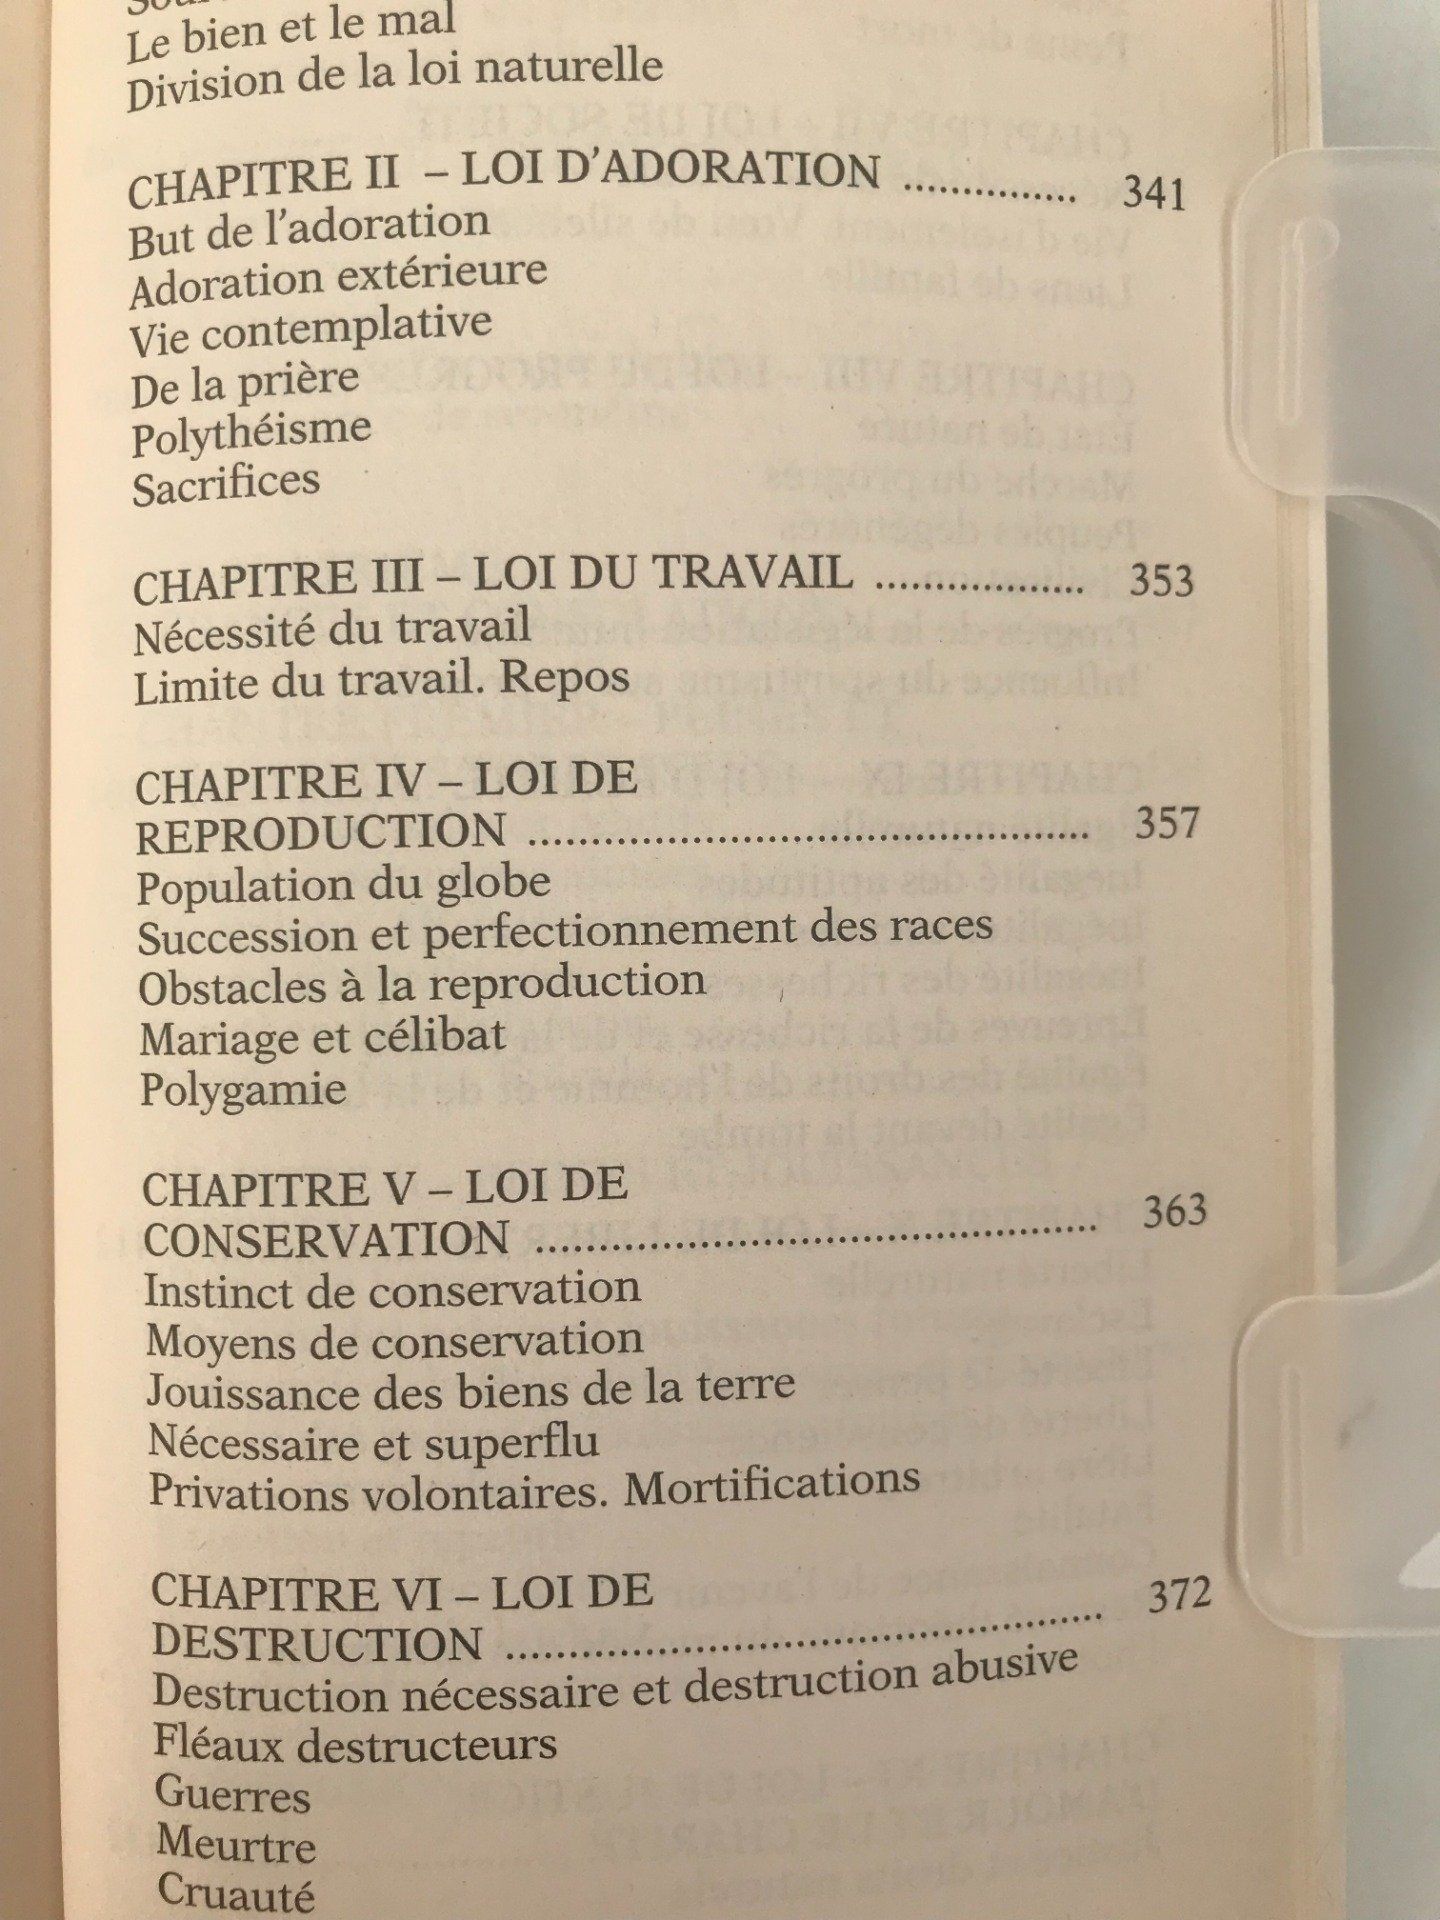 Le bien et le mal
Division de la loi naturelle
CHAPITRE II – LOI D'ADORATION ............... 341
But de l'adoration
Adoration extérieure
Vie contemplative
De la prière
Polythéisme
Sacrifices
CHAPITRE III – LOI DU TRAVAIL .................. 353
Nécessité du travail
Limite du travail. Repos
CHAPITRE IV – LOI DE
REPRODUCTION ............................................. 357
Population du globe
Succession et perfectionnement des races
Obstacles à la reproduction
Mariage et célibat
Polygamie
CHAPITRE V – LOI DE
CONSERVATION ............................................. 363
Instinct de conservation
Moyens de conservation
Jouissance des biens de la terre
Nécessaire et superflu
Privations volontaires. Mortifications
CHAPITRE VI – LOI DE
DESTRUCTION ................................................ 372
Destruction nécessaire et destruction abusive
Fléaux destructeurs
Guerres
Meurtre
Cruauté